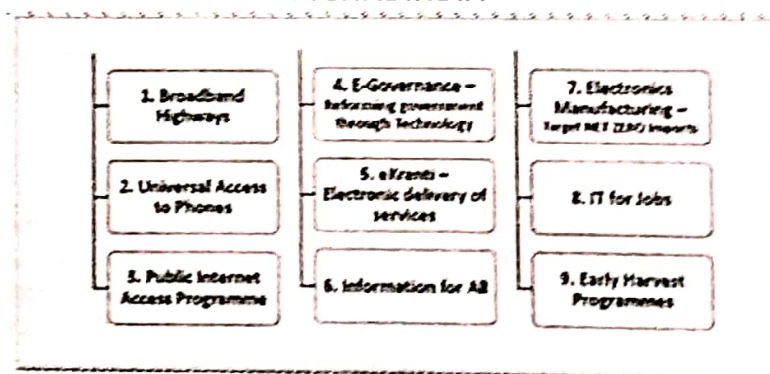 1. Broadband
Highways
2. Universal Access
to Phones
3. Public Internet
Access Programme
4. E-Governance –
Reforming government
through Technology
5. eKranti –
Electronic delivery of
services
6. Information for All
7. Electronics
Manufacturing –
Target NET ZERO Imports
8. IT for Jobs
9. Early Harvest
Programmes